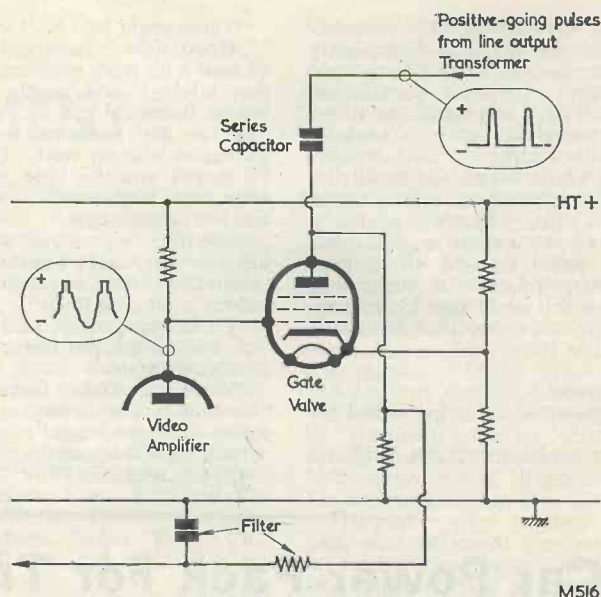 Positive-going pulses
from line output
Transformer
+
-
Series
Capacitor
HT+
+
-
Gate
Valve
Video
Amplifier
Filter
M516